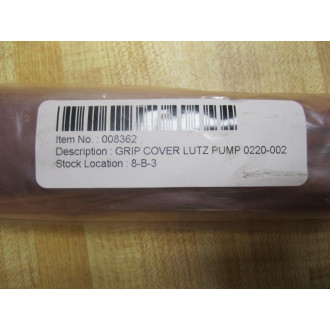 Item No. : 008362
Description : GRIP COVER LUTZ PUMP 0220-002
Stock Location : 8-B-3